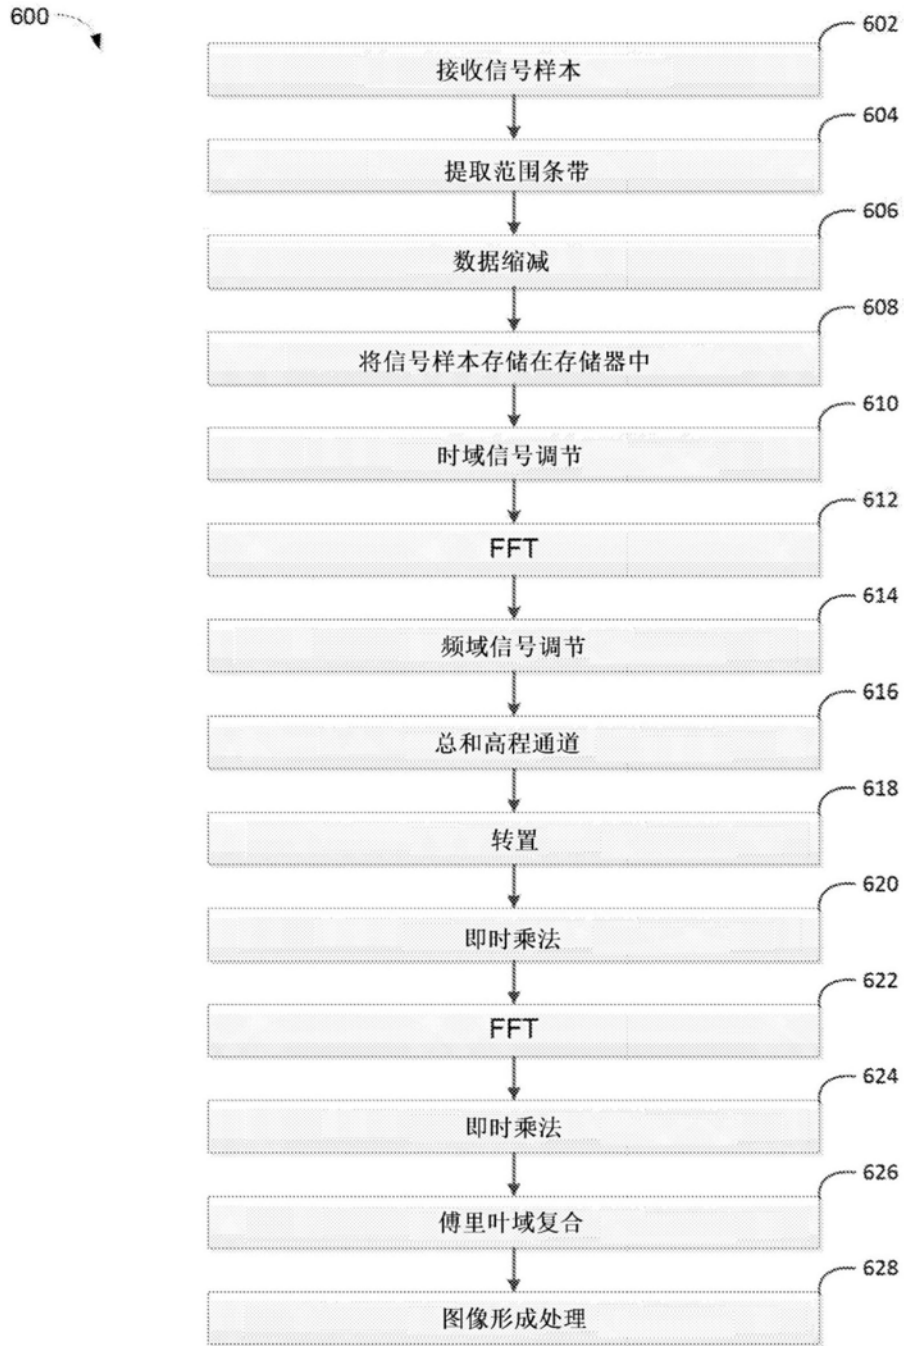 600
602
接收信号样本
604
提取范围条带
606
数据缩减
608
将信号样本存储在存储器中
610
时域信号调节
612
FFT
614
频域信号调节
616
总和高程通道
618
转置
620
即时乘法
622
FFT
624
即时乘法
626
傅里叶域复合
628
图像形成处理